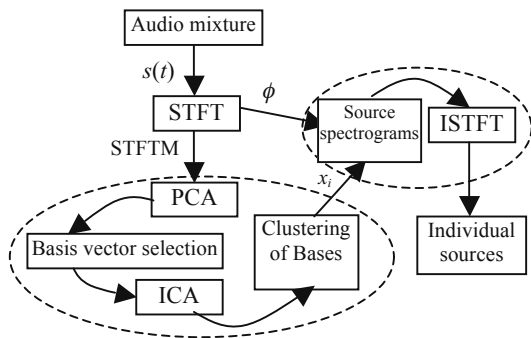 Audio mixture
s(t)
STFT
ϕ
Source
spectrograms
ISTFT
STFTM
x_i
PCA
Basis vector selection
Clustering
of Bases
Individual
sources
ICA